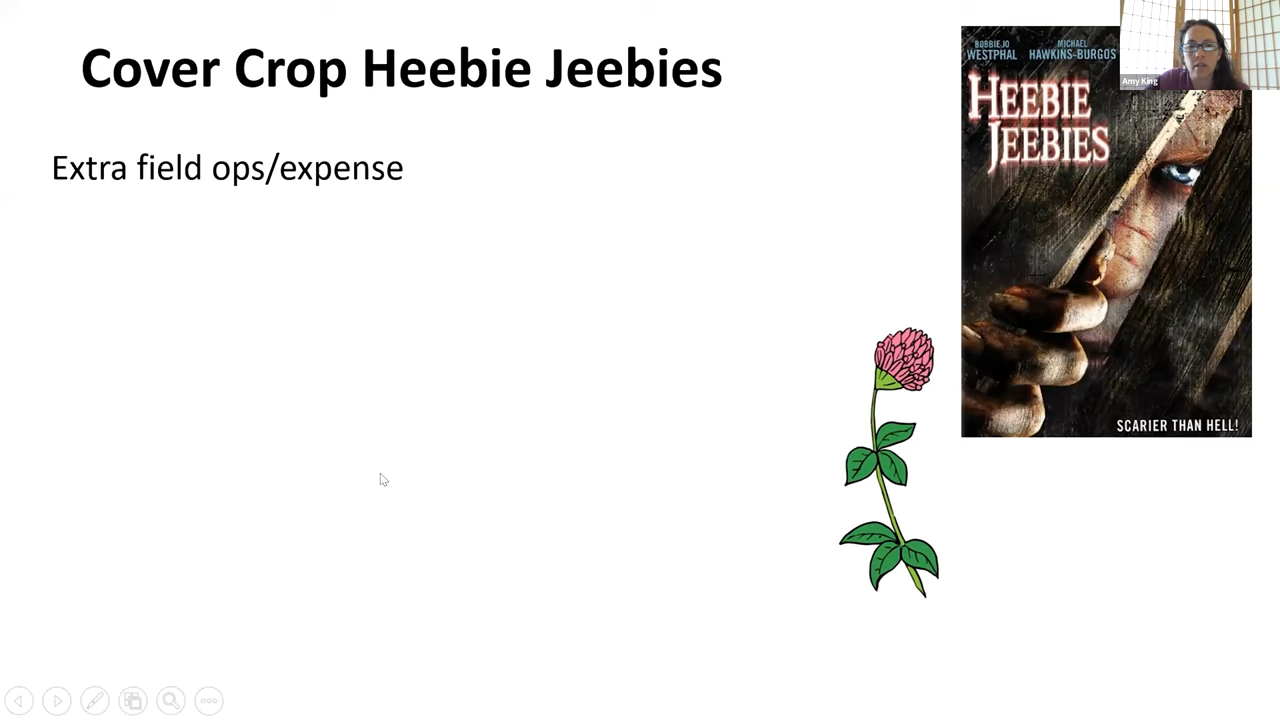 Cover Crop Heebie Jeebies
Extra field ops/expense
BOBBIE JO
WESTPHAL
MICHAEL
HAWKINS-BURGOS
HEEBIE
JEEBIES
SCARIER THAN HELL!
Amy King